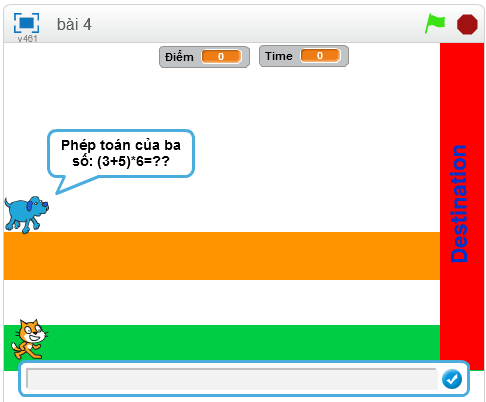 bài 4
v461
Điểm 0
Time 0
Phép toán của ba
số: (3+5)*6=??
Destination